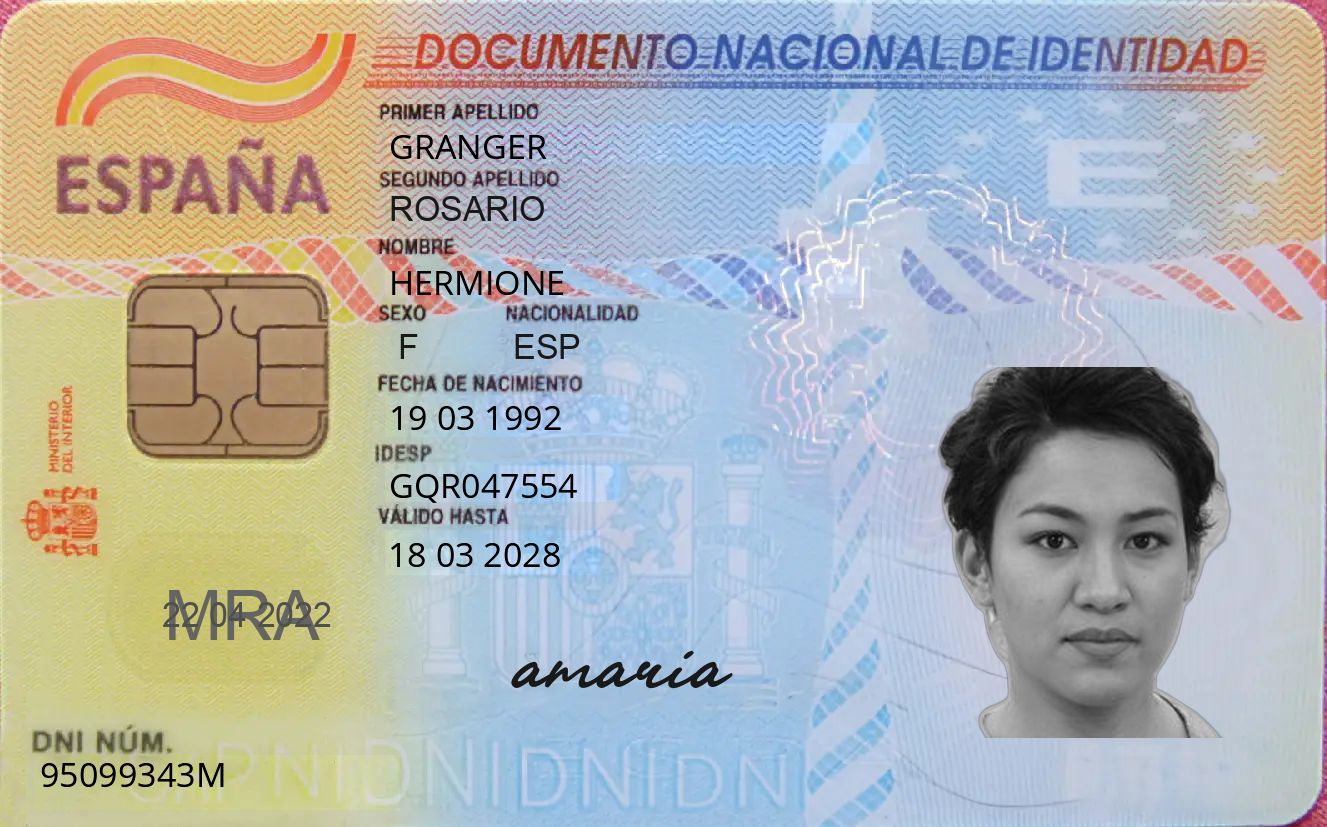 DOCUMENTO NACIONAL DE IDENTIDAD
ESPAÑA
PRIMER APELLIDO
GRANGER
SEGUNDO APELLIDO
ROSARIO
NOMBRE
HERMIONE
SEXO NACIONALIDAD
F ESP
FECHA DE NACIMIENTO
19 03 1992
IDESP
GQR047554
VÁLIDO HASTA
18 03 2028
MINISTERIO
DEL INTERIOR
E
MRA
22 04 2022
amaria
DNI NÚM.
95099343M